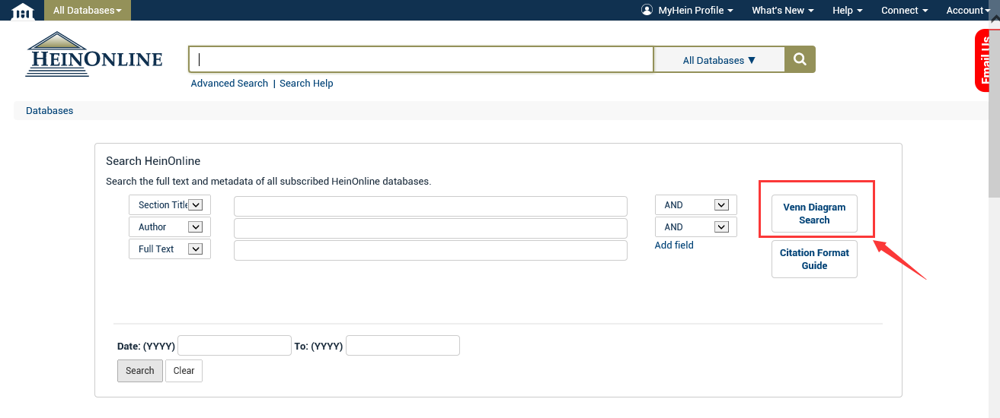 All Databases
MyHein Profile What's New Help Connect Account
HEINONLINE
All Databases ▼
Advanced Search | Search Help
Email Us
Databases
Search HeinOnline
Search the full text and metadata of all subscribed HeinOnline databases.
Section Title AND
Author AND
Full Text Add field
Venn Diagram
Search
Citation Format
Guide
Date: (YYYY) To: (YYYY)
Search Clear